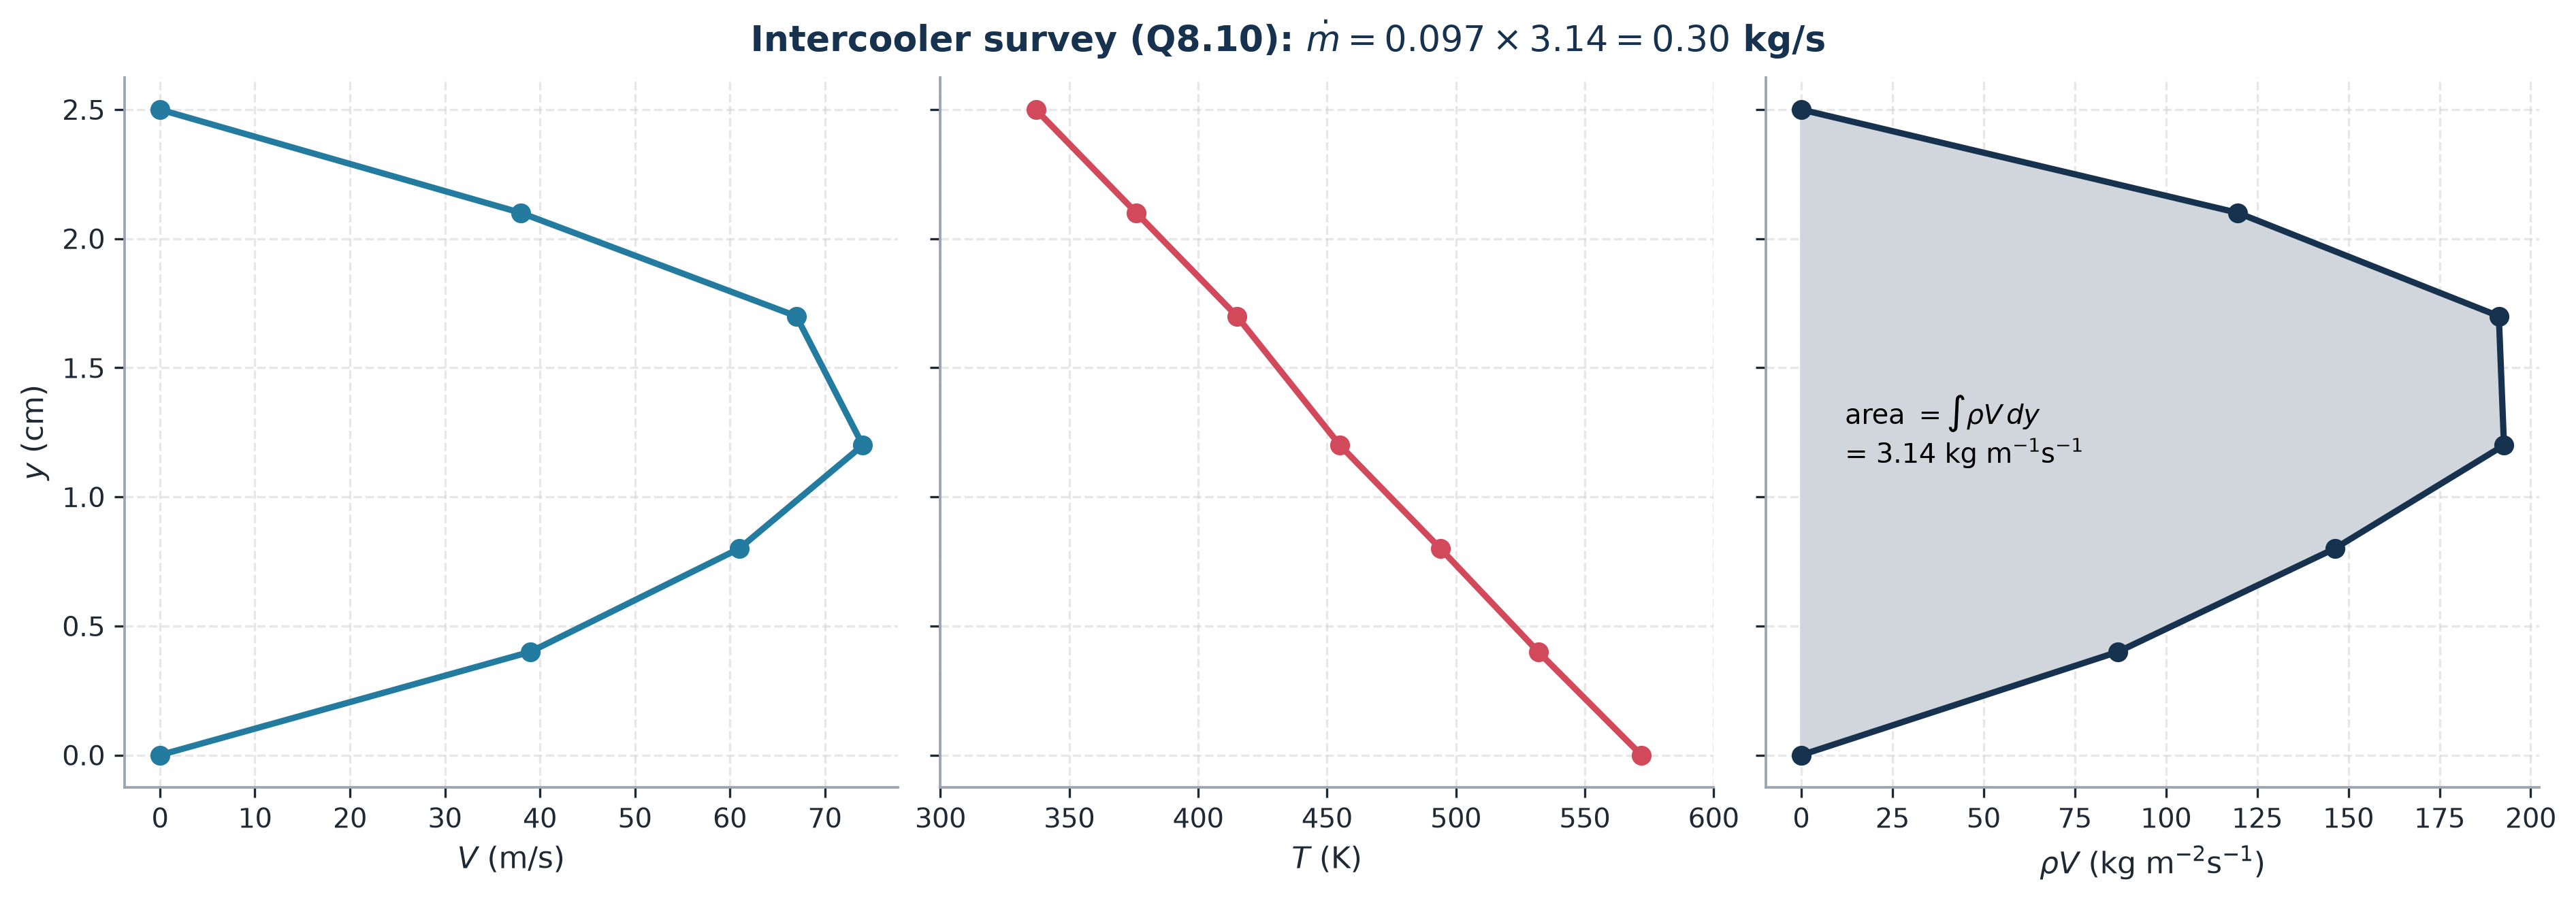 Intercooler survey (Q8.10): ṁ = 0.097 × 3.14 = 0.30 kg/s
y (cm)
2.5
2.0
1.5
1.0
0.5
0.0
0 10 20 30 40 50 60 70
V (m/s)
300 350 400 450 500 550 600
T (K)
area = ∫ρV dy
= 3.14 kg m⁻¹s⁻¹
0 25 50 75 100 125 150 175 200
ρV (kg m⁻²s⁻¹)